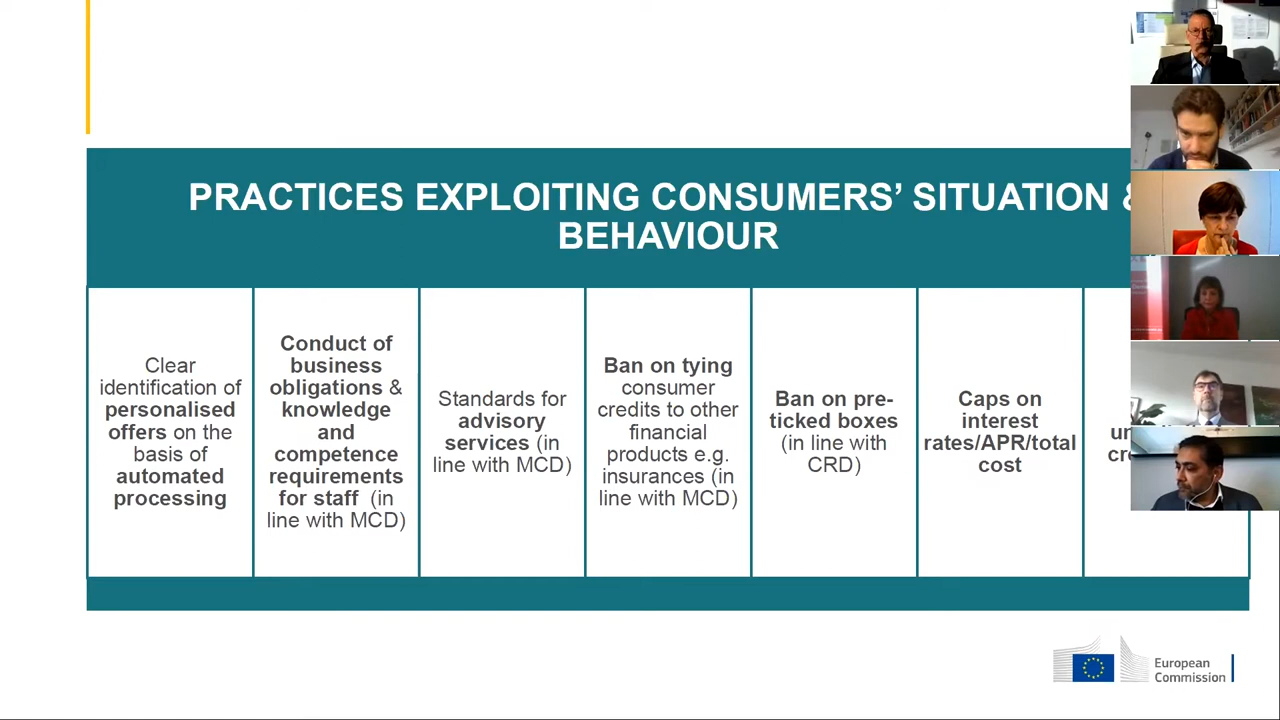 PRACTICES EXPLOITING CONSUMERS’ SITUATION &
BEHAVIOUR
Clear
identification of
personalised
offers on the
basis of
automated
processing
Conduct of
business
obligations &
knowledge
and
competence
requirements
for staff (in
line with MCD)
Standards for
advisory
services (in
line with MCD)
Ban on tying
consumer
credits to other
financial
products e.g.
insurances (in
line with MCD)
Ban on pre-
ticked boxes
(in line with
CRD)
Caps on
interest
rates/APR/total
cost
European
Commission